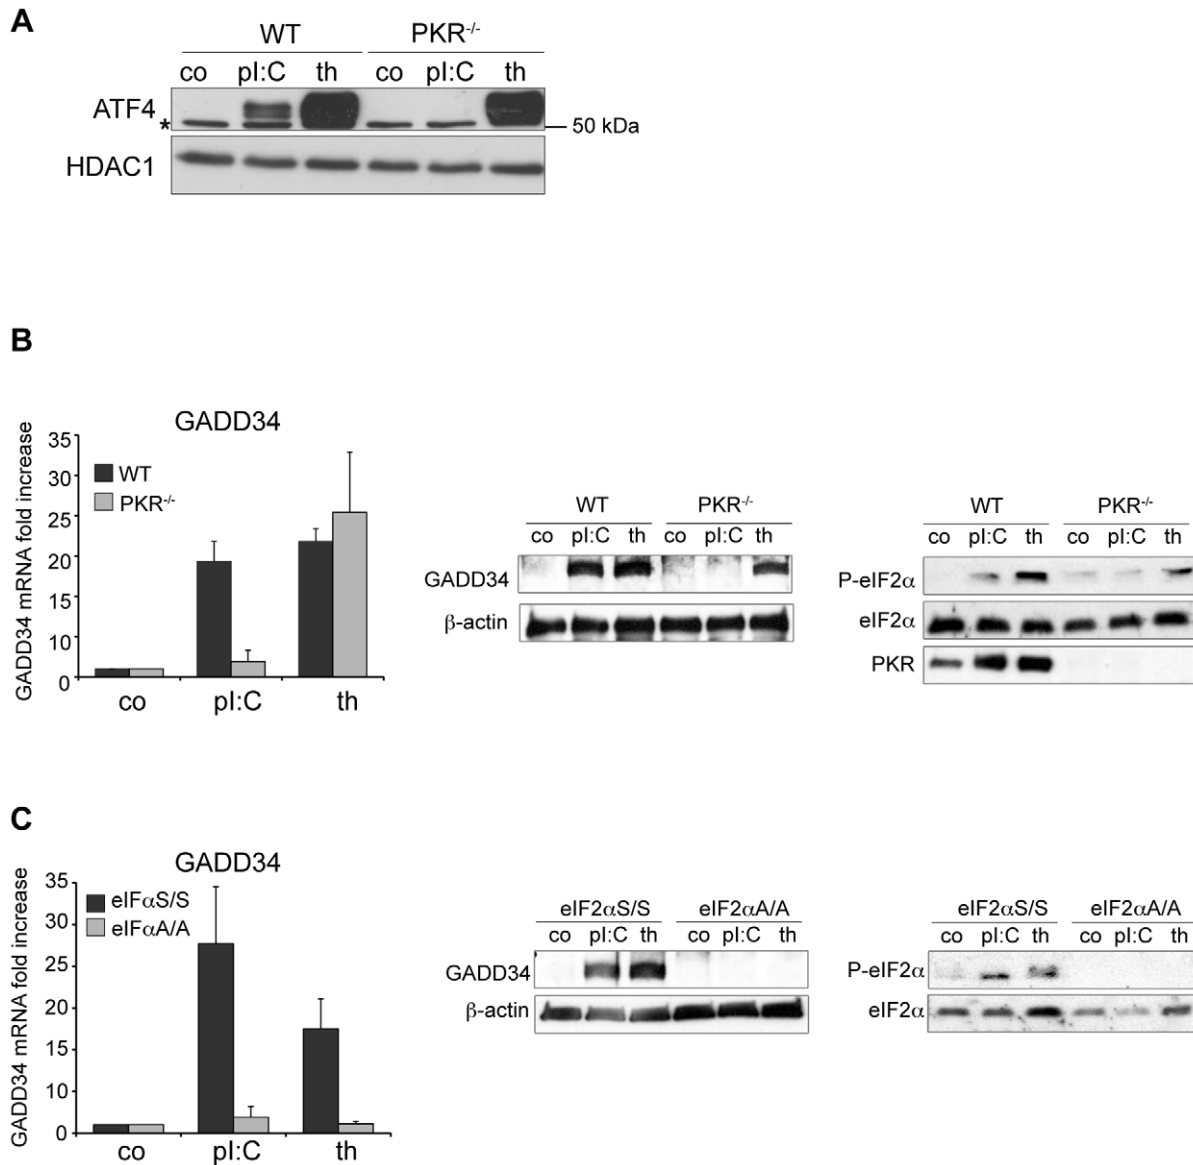 A
WT PKR-/-
co pI:C th co pI:C th
ATF4
* 50 kDa
HDAC1
B
GADD34
GADD34 mRNA fold increase
35
30
25
20
15
10
0
WT
PKR-/-
co pI:C th
WT PKR-/-
co pI:C th co pI:C th
GADD34
β-actin
WT PKR-/-
co pI:C th co pI:C th
P-eIF2α
eIF2α
PKR
C
GADD34
GADD34 mRNA fold increase
35
30
25
20
15
10
0
eIFαS/S
eIFαA/A
co pI:C th
eIF2αS/S eIF2αA/A
co pI:C th co pI:C th
GADD34
β-actin
eIF2αS/S eIF2αA/A
co pI:C th co pI:C th
P-eIF2α
eIF2α